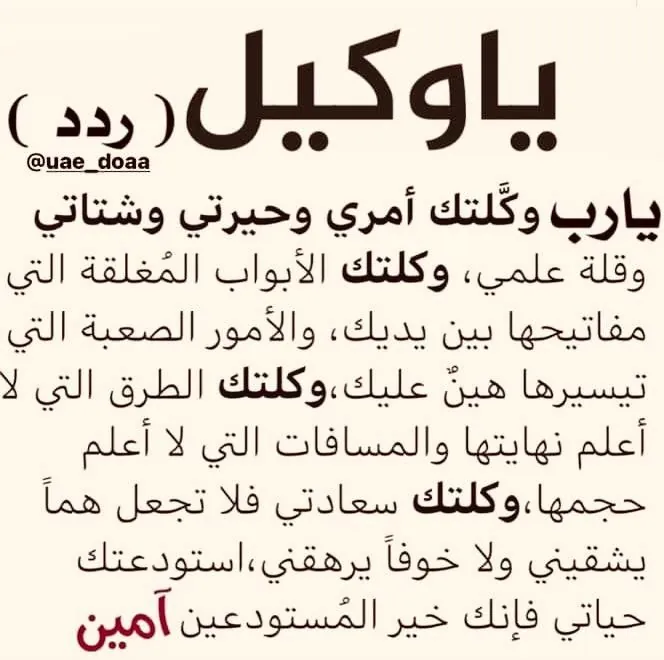 ياوكيل ( ردد )
@uae_doaa
يارب وكَّلتك أمري وحيرتي وشتاتي
وقلة علمي، وكلتك الأبواب المُغلقة التي
مفاتيحها بين يديك، والأمور الصعبة التي
تيسيرها هينٌ عليك،وكلتك الطرق التي لا
أعلم نهايتها والمسافات التي لا أعلم
حجمها،وكلتك سعادتي فلا تجعل هماً
يشقيني ولا خوفاً يرهقني،استودعتك
حياتي فإنك خير المُستودعين آمين